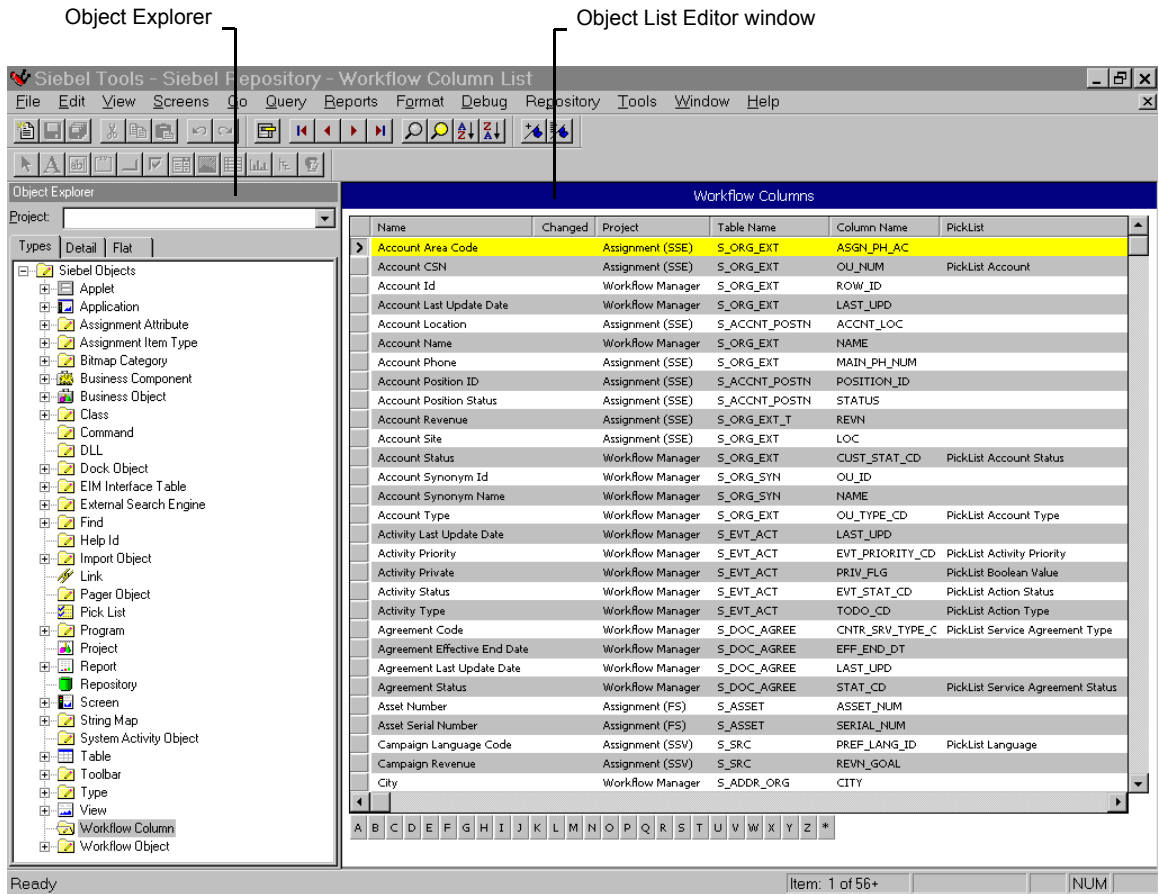 Object Explorer
Object List Editor window
Siebel Tools - Siebel Repository - Workflow Column List
File Edit View Screens Go Query Reports Format Debug Repository Tools Window Help
Object Explorer
Project:
Types Detail Flat
Siebel Objects
Applet
Application
Assignment Attribute
Assignment Item Type
Bitmap Category
Business Component
Business Object
Class
Command
DLL
Dock Object
EIM Interface Table
External Search Engine
Find
Help Id
Import Object
Link
Pager Object
Pick List
Program
Project
Report
Repository
Screen
String Map
System Activity Object
Table
Toolbar
Type
View
Workflow Column
Workflow Object
Workflow Columns
Name Changed Project Table Name Column Name PickList
Account Area Code Assignment (SSE) S_ORG_EXT ASGN_PH_AC
Account CSN Assignment (SSE) S_ORG_EXT OU_NUM PickList Account
Account Id Workflow Manager S_ORG_EXT ROW_ID
Account Last Update Date Workflow Manager S_ORG_EXT LAST_UPD
Account Location Assignment (SSE) S_ACCNT_POSTN ACCNT_LOC
Account Name Workflow Manager S_ORG_EXT NAME
Account Phone Assignment (SSE) S_ORG_EXT MAIN_PH_NUM
Account Position ID Assignment (SSE) S_ACCNT_POSTN POSITION_ID
Account Position Status Assignment (SSE) S_ACCNT_POSTN STATUS
Account Revenue Assignment (SSE) S_ORG_EXT_T REVN
Account Site Assignment (SSE) S_ORG_EXT LOC
Account Status Workflow Manager S_ORG_EXT CUST_STAT_CD PickList Account Status
Account Synonym Id Workflow Manager S_ORG_SYN OU_ID
Account Synonym Name Workflow Manager S_ORG_SYN NAME
Account Type Workflow Manager S_ORG_EXT OU_TYPE_CD PickList Account Type
Activity Last Update Date Workflow Manager S_EVT_ACT LAST_UPD
Activity Priority Workflow Manager S_EVT_ACT EVT_PRIORITY_CD PickList Activity Priority
Activity Private Workflow Manager S_EVT_ACT PRIV_FLG PickList Boolean Value
Activity Status Workflow Manager S_EVT_ACT EVT_STAT_CD PickList Action Status
Activity Type Workflow Manager S_EVT_ACT TODO_CD PickList Action Type
Agreement Code Workflow Manager S_DOC_AGREE CNTR_SRV_TYPE_C PickList Service Agreement Type
Agreement Effective End Date Workflow Manager S_DOC_AGREE EFF_END_DT
Agreement Last Update Date Workflow Manager S_DOC_AGREE LAST_UPD
Agreement Status Workflow Manager S_DOC_AGREE STAT_CD PickList Service Agreement Status
Asset Number Assignment (FS) S_ASSET ASSET_NUM
Asset Serial Number Assignment (FS) S_ASSET SERIAL_NUM
Campaign Language Code Assignment (SSV) S_SRC PREF_LANG_ID PickList Language
Campaign Revenue Assignment (SSV) S_SRC REVN_GOAL
City Workflow Manager S_ADDR_ORG CITY
A B C D E F G H I J K L M N O P Q R S T U V W X Y Z *
Ready Item: 1 of 56+ NUM